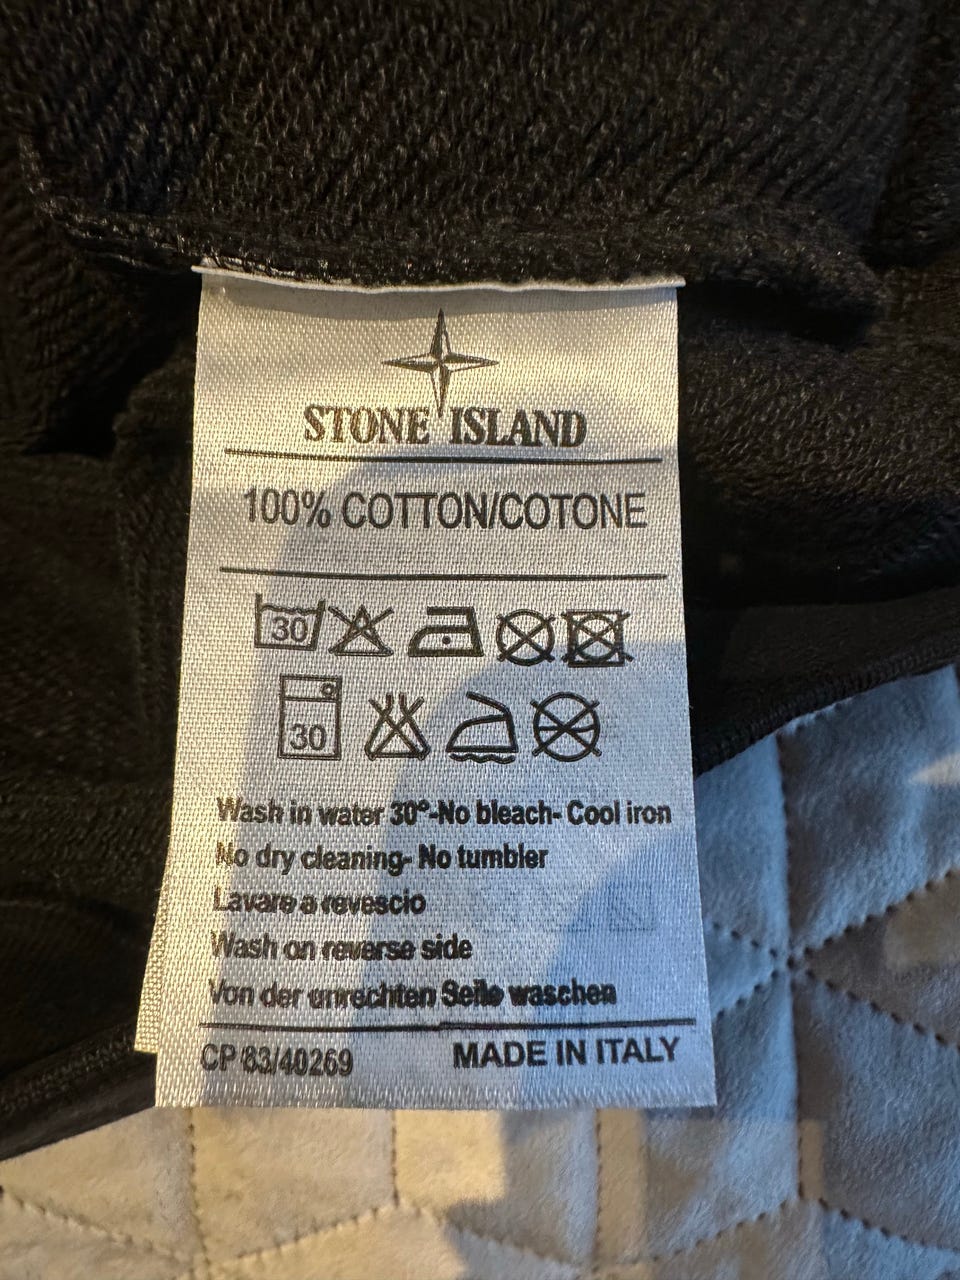 STONE ISLAND
100% COTTON/COTONE
30
30
Wash in water 30°-No bleach- Cool iron
No dry cleaning- No tumbler
Lavare a revescio
Wash on reverse side
Von der unrechten Seite waschen
CP 83/40269 MADE IN ITALY